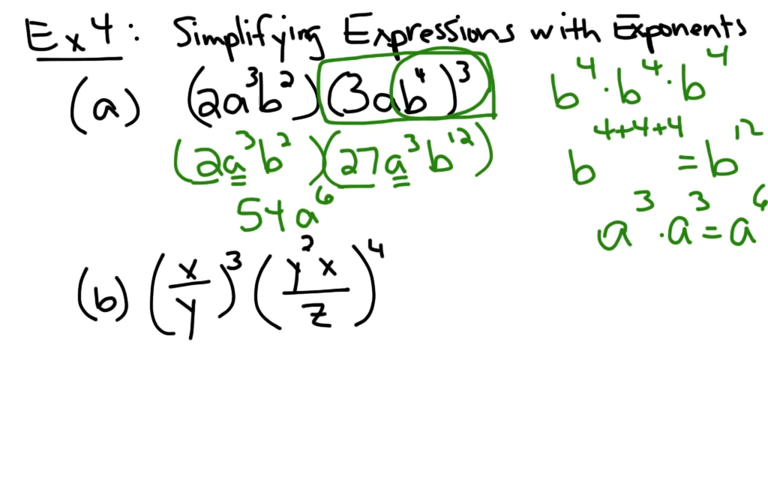 Ex 4: Simplifying Expressions with Exponents
(a) (2a³b²)(3ab⁴)³
b⁴·b⁴·b⁴
(2a³b²)(27a³b¹²)
b⁴⁺⁴⁺⁴ = b¹²
54a⁶
a³·a³=a⁶
(b) (x/y)³ (y²x/z)⁴